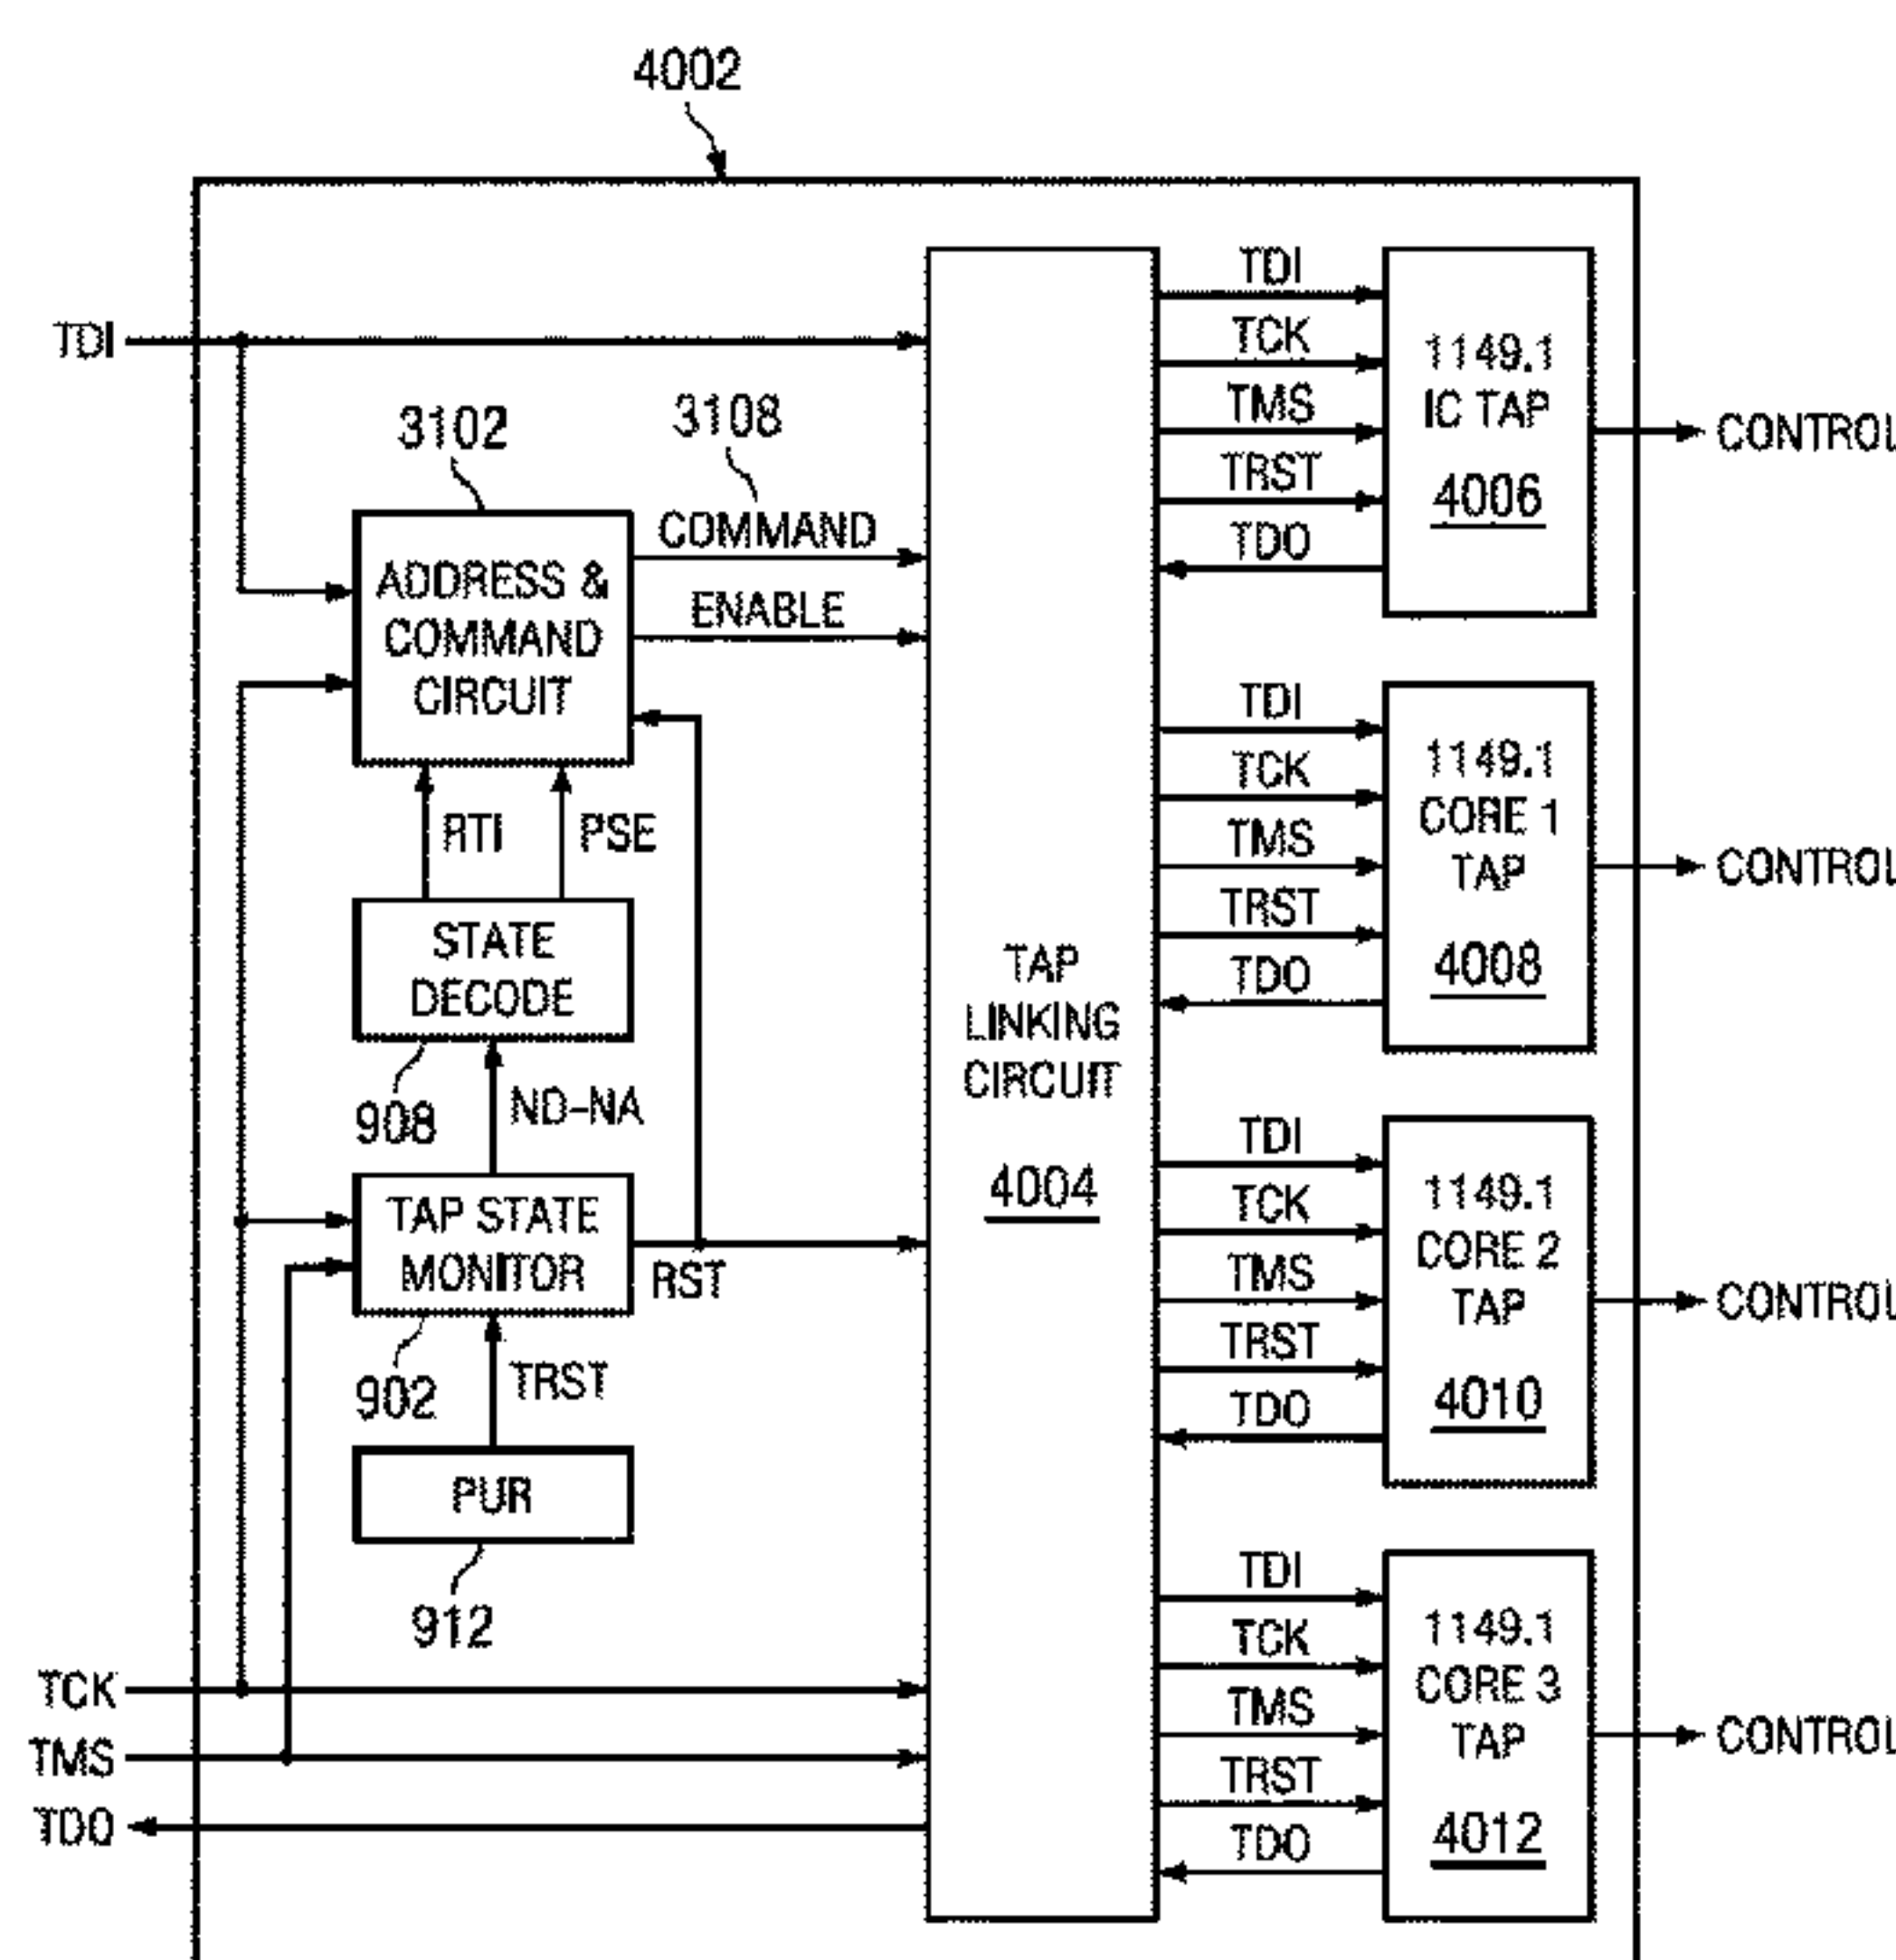 4002
TDI
3102
3108
COMMAND
ENABLE
ADDRESS &
COMMAND
CIRCUIT
RTI
PSE
STATE
DECODE
908
ND-NA
TAP STATE
MONITOR
RST
902
TRST
PUR
912
TCK
TMS
TDO
TAP
LINKING
CIRCUIT
4004
TDI
TCK
TMS
TRST
TDO
1149.1
IC TAP
4006
CONTROL
TDI
TCK
TMS
TRST
TDO
1149.1
CORE 1
TAP
4008
CONTROL
TDI
TCK
TMS
TRST
TDO
1149.1
CORE 2
TAP
4010
CONTROL
TDI
TCK
TMS
TRST
TDO
1149.1
CORE 3
TAP
4012
CONTROL